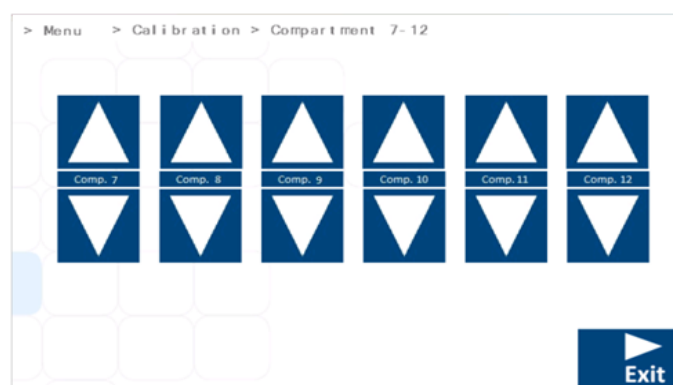 > Menu > Calibration > Compartment 7-12
Comp. 7 Comp. 8 Comp. 9 Comp. 10 Comp. 11 Comp. 12
Exit